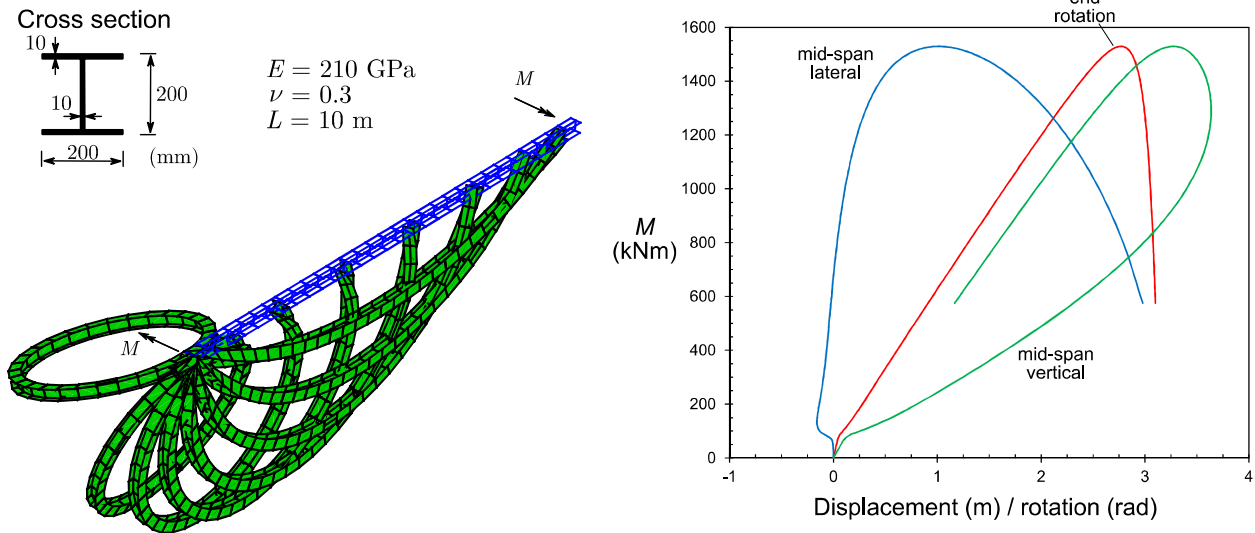 Cross section
10
10
200
200
(mm)
E = 210 GPa
ν = 0.3
L = 10 m
M
M
end
rotation
mid-span
lateral
mid-span
vertical
M
(kNm)
1600
1400
1200
1000
800
600
400
200
0
-1 0 1 2 3 4
Displacement (m) / rotation (rad)